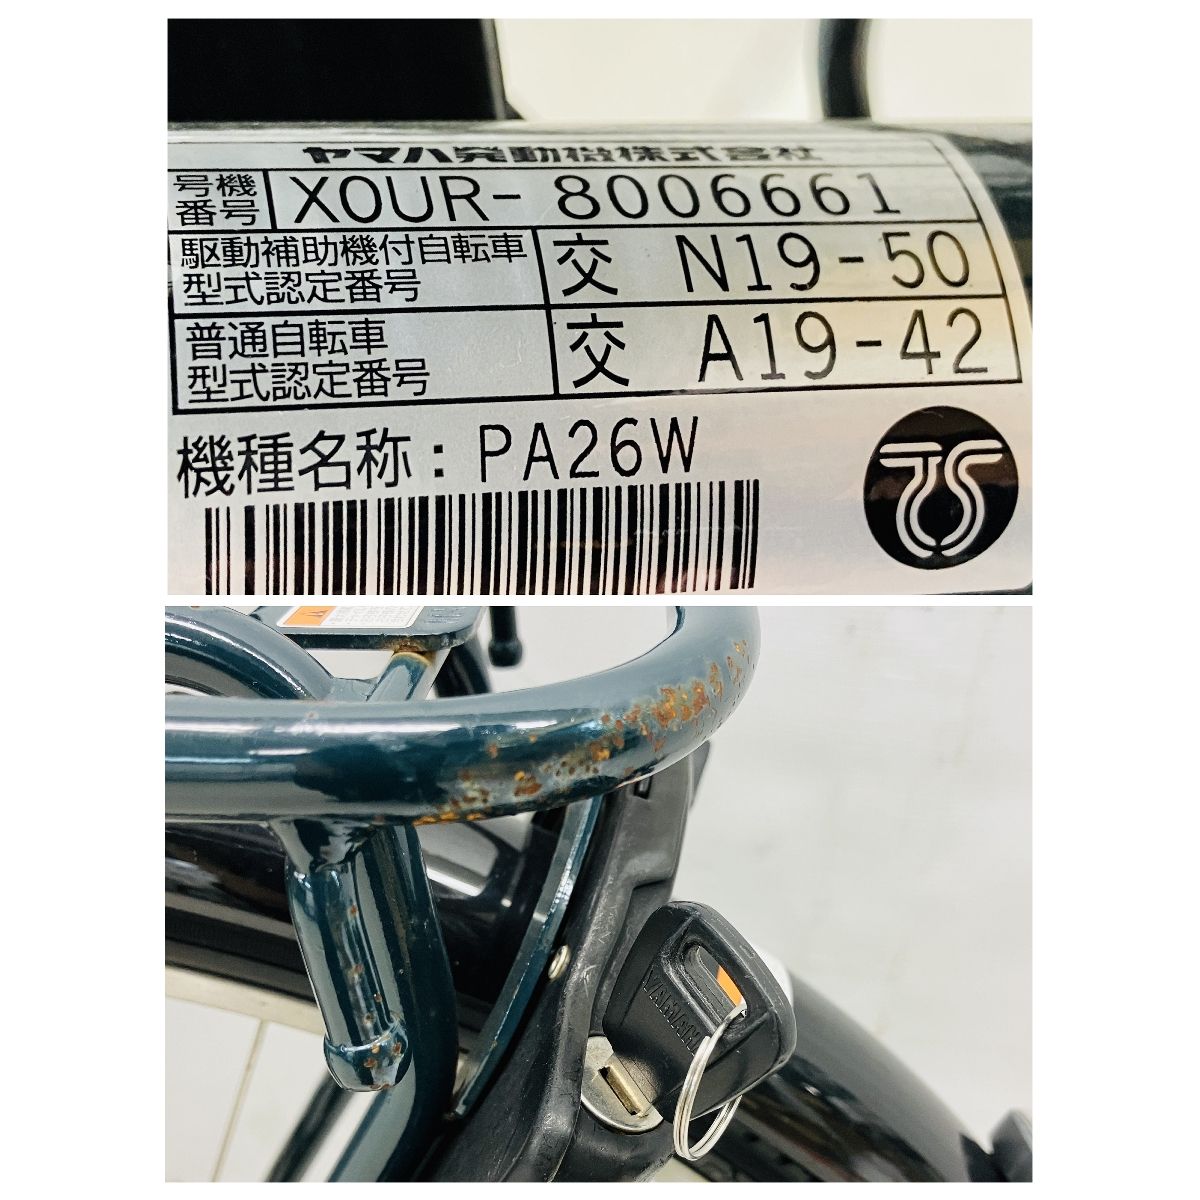 ヤマハ発動機株式会社
号機番号 X0UR-8006661
駆動補助機付自転車
型式認定番号 交 N19-50
普通自転車
型式認定番号 交 A19-42
機種名称:PA26W
TS
YAMAHA